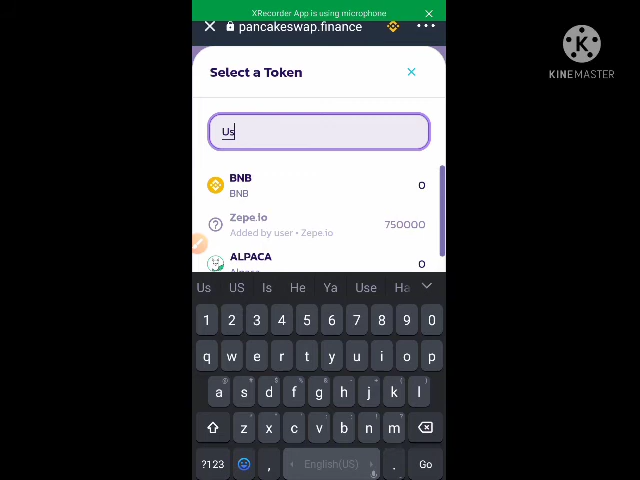 XRecorder App is using microphone
pancakeswap.finance
Select a Token
Us
BNB
BNB
0
Zepe.io
Added by user • Zepe.io
750000
ALPACA
0
Us US Is He Ya Use Ha
1 2 3 4 5 6 7 8 9 0
q w e r t y u i o p
a s d f g h j k l
z x c v b n m
?123 , English(US) . Go
K
KINEMASTER